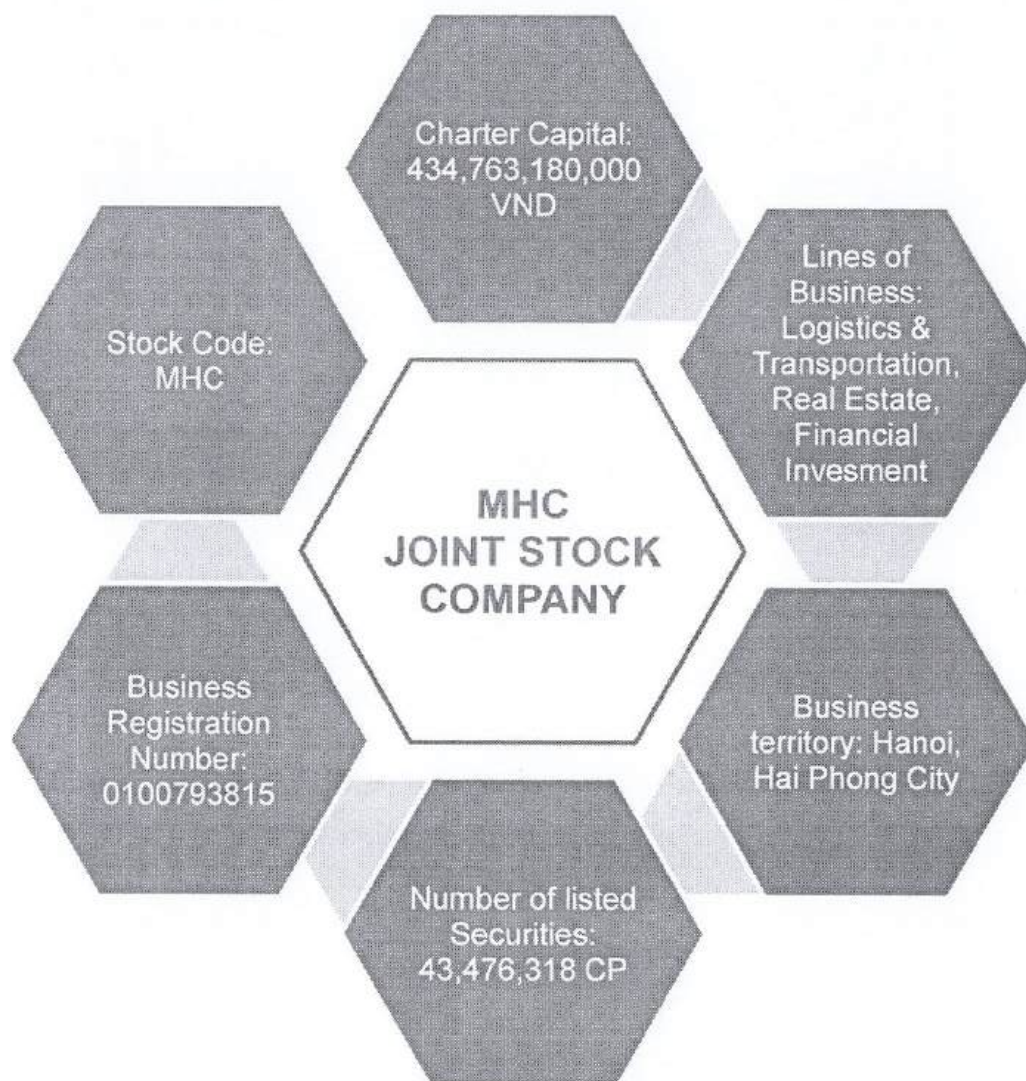 Charter Capital:
434,763,180,000
VND
Lines of
Business:
Logistics &
Transportation,
Real Estate,
Financial
Invesment
Stock Code:
MHC
MHC
JOINT STOCK
COMPANY
Business
Registration
Number:
0100793815
Business
territory: Hanoi,
Hai Phong City
Number of listed
Securities:
43,476,318 CP